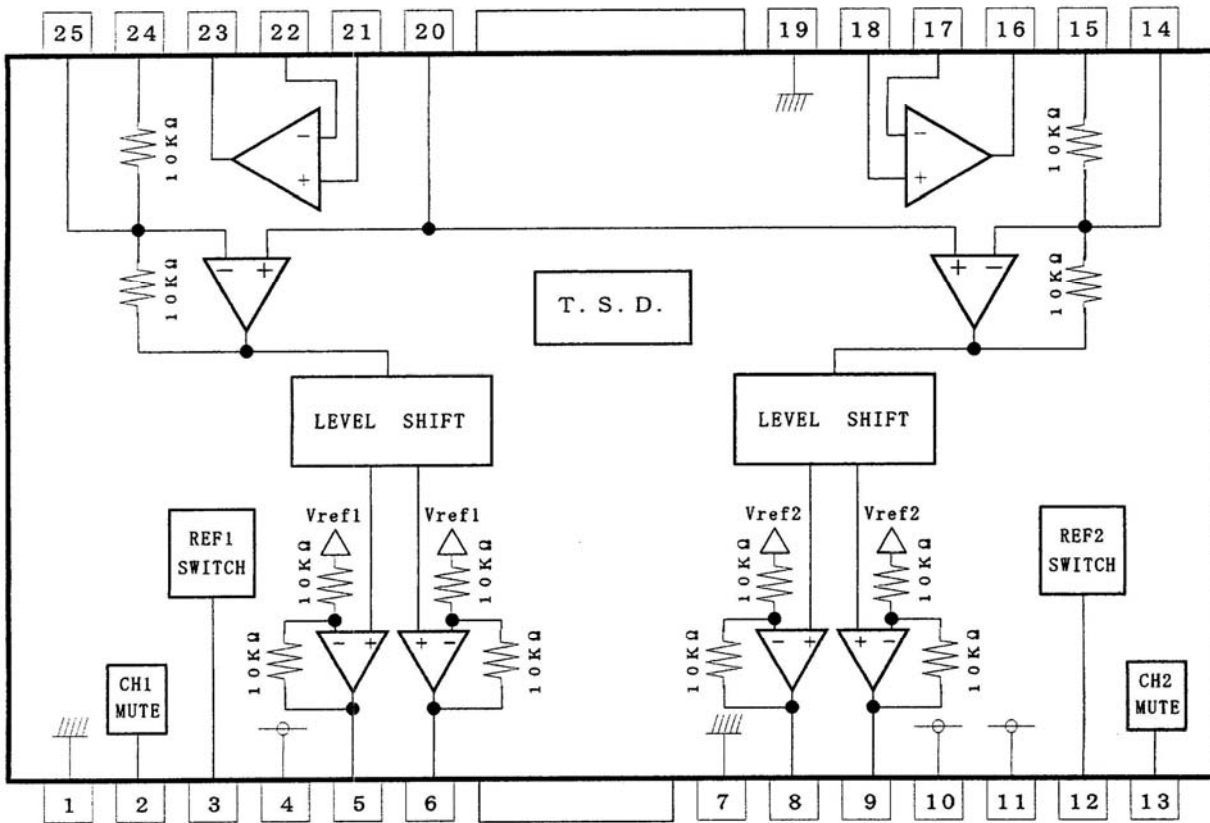 25 24 23 22 21 20 19 18 17 16 15 14
10KΩ
- +
- +
10KΩ
- +
+ -
10KΩ
10KΩ
T. S. D.
LEVEL SHIFT
LEVEL SHIFT
REF1
SWITCH
Vref1
Vref1
Vref2
Vref2
REF2
SWITCH
10KΩ
10KΩ
10KΩ
10KΩ
CH1
MUTE
10KΩ
- +
+ -
10KΩ
10KΩ
- +
+ -
10KΩ
CH2
MUTE
1 2 3 4 5 6 7 8 9 10 11 12 13